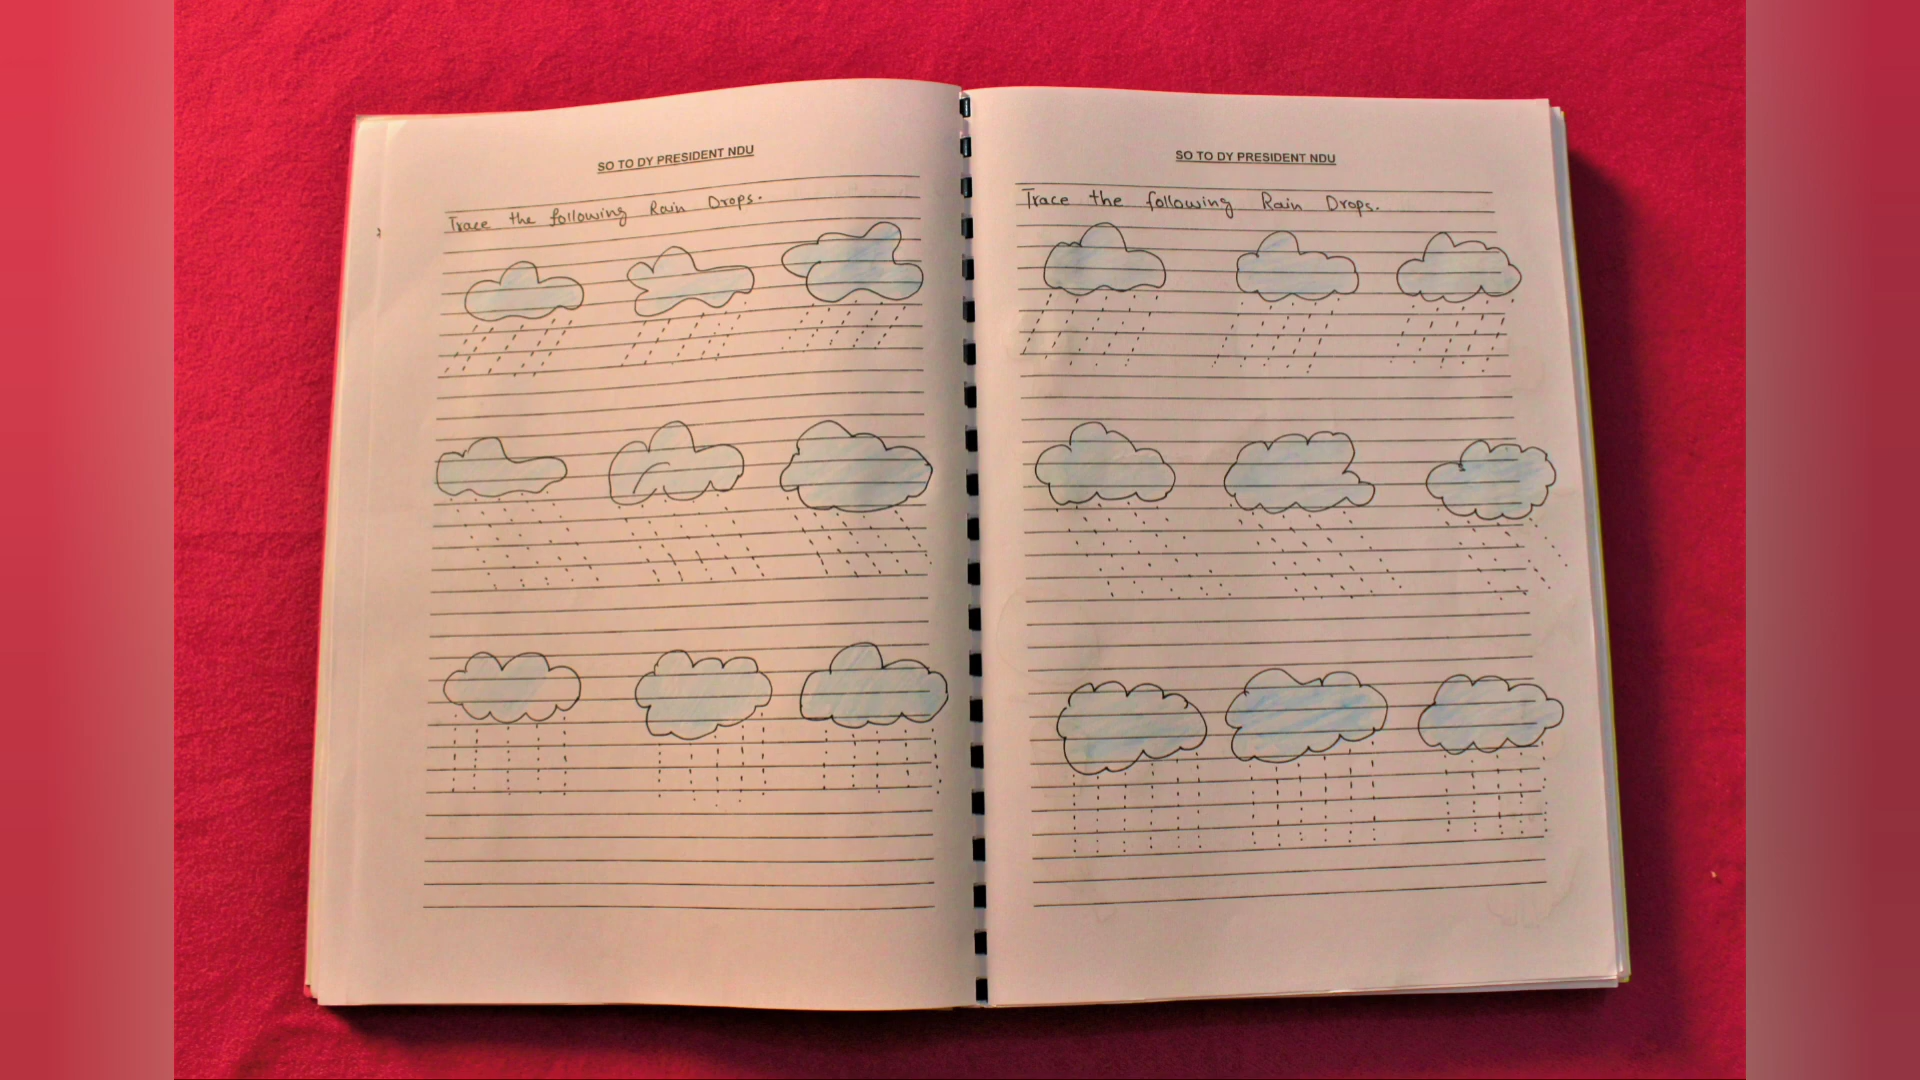 SO TO DY PRESIDENT NDU
Trace the following Rain Drops.
SO TO DY PRESIDENT NDU
Trace the following Rain Drops.